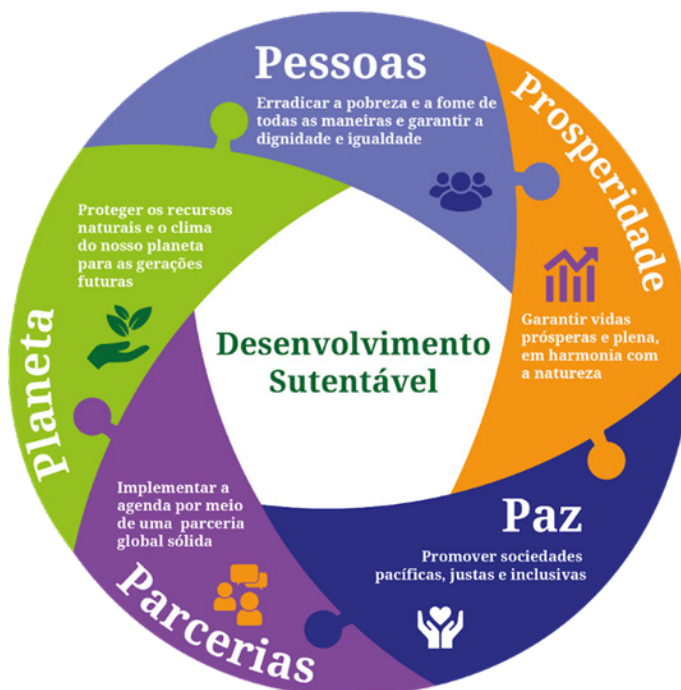 Pessoas
Erradicar a pobreza e a fome de
todas as maneiras e garantir a
dignidade e igualdade
Prosperidade
Garantir vidas
prósperas e plena,
em harmonia com
a natureza
Paz
Promover sociedades
pacíficas, justas e inclusivas
Parcerias
Implementar a
agenda por meio
de uma parceria
global sólida
Planeta
Proteger os recursos
naturais e o clima
do nosso planeta
para as gerações
futuras
Desenvolvimento
Sutentável